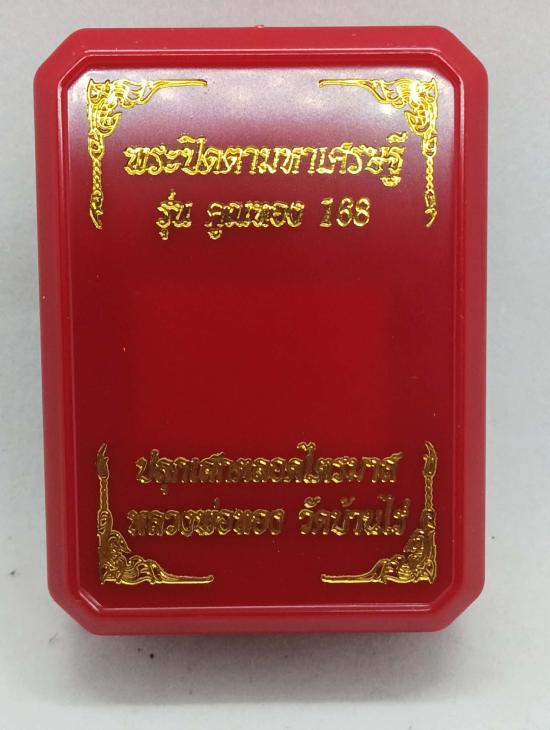 พระปิดตามหาเศรษฐี
รุ่น คูณทอง 168
ปลุกเสกตลอดไตรมาส
หลวงพ่อทอง วัดบ้านไร่